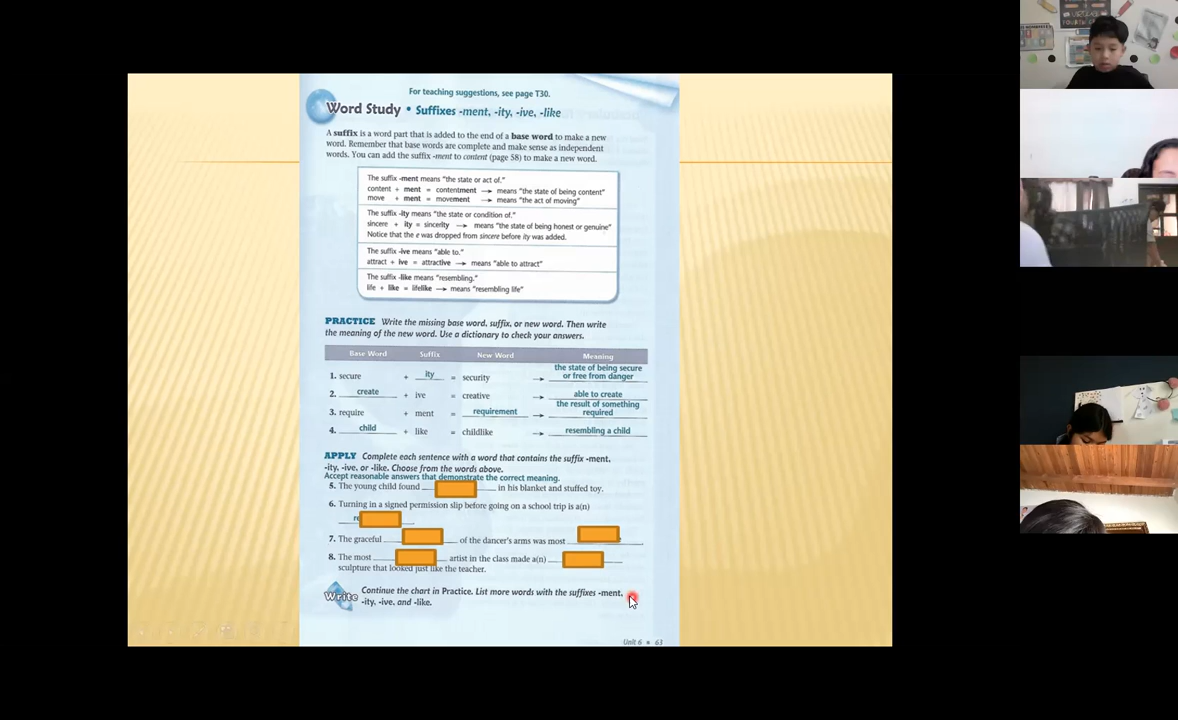 For teaching suggestions, see page T30.
Word Study • Suffixes -ment, -ity, -ive, -like
A suffix is a word part that is added to the end of a base word to make a new
word. Remember that base words are complete and make sense as independent
words. You can add the suffix -ment to content (page 58) to make a new word.
The suffix -ment means "the state or act of."
content + ment = contentment → means "the state of being content"
move + ment = movement → means "the act of moving"
The suffix -ity means "the state or condition of."
sincere + ity = sincerity → means "the state of being honest or genuine"
Notice that the e was dropped from sincere before ity was added.
The suffix -ive means "able to."
attract + ive = attractive → means "able to attract"
The suffix -like means "resembling."
life + like = lifelike → means "resembling life"
PRACTICE Write the missing base word, suffix, or new word. Then write
the meaning of the new word. Use a dictionary to check your answers.
Base Word Suffix New Word Meaning
1. secure + ity = security → the state of being secure
or free from danger
2. create + ive = creative → able to create
3. require + ment = requirement → the result of something
required
4. child + like = childlike → resembling a child
APPLY Complete each sentence with a word that contains the suffix -ment,
-ity, -ive, or -like. Choose from the words above.
Accept reasonable answers that demonstrate the correct meaning.
5. The young child found in his blanket and stuffed toy.
6. Turning in a signed permission slip before going on a school trip is a(n)
re
7. The graceful of the dancer's arms was most .
8. The most artist in the class made a(n)
sculpture that looked just like the teacher.
Write Continue the chart in Practice. List more words with the suffixes -ment,
-ity, -ive, and -like.
Unit 6 • 63